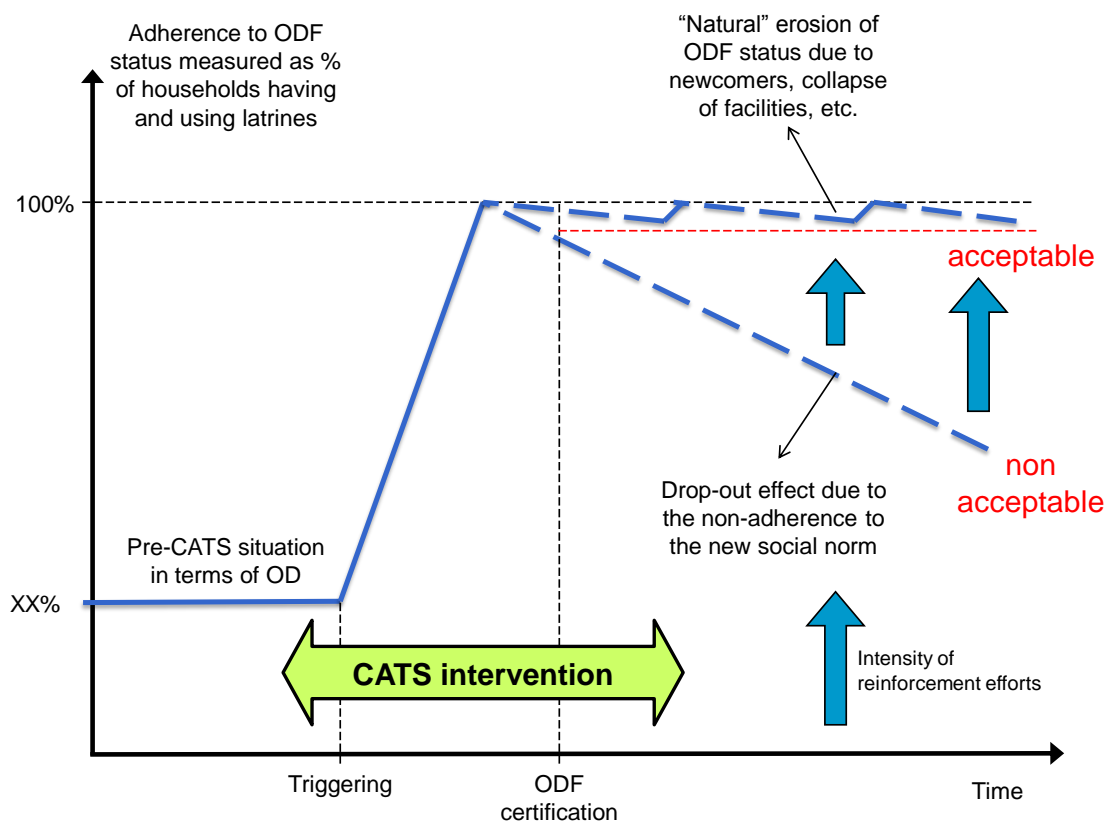 Adherence to ODF
status measured as %
of households having
and using latrines
“Natural” erosion of
ODF status due to
newcomers, collapse
of facilities, etc.
100%
acceptable
non
acceptable
Drop-out effect due to
the non-adherence to
the new social norm
Pre-CATS situation
in terms of OD
XX%
CATS intervention
Intensity of
reinforcement efforts
Triggering
ODF
certification
Time